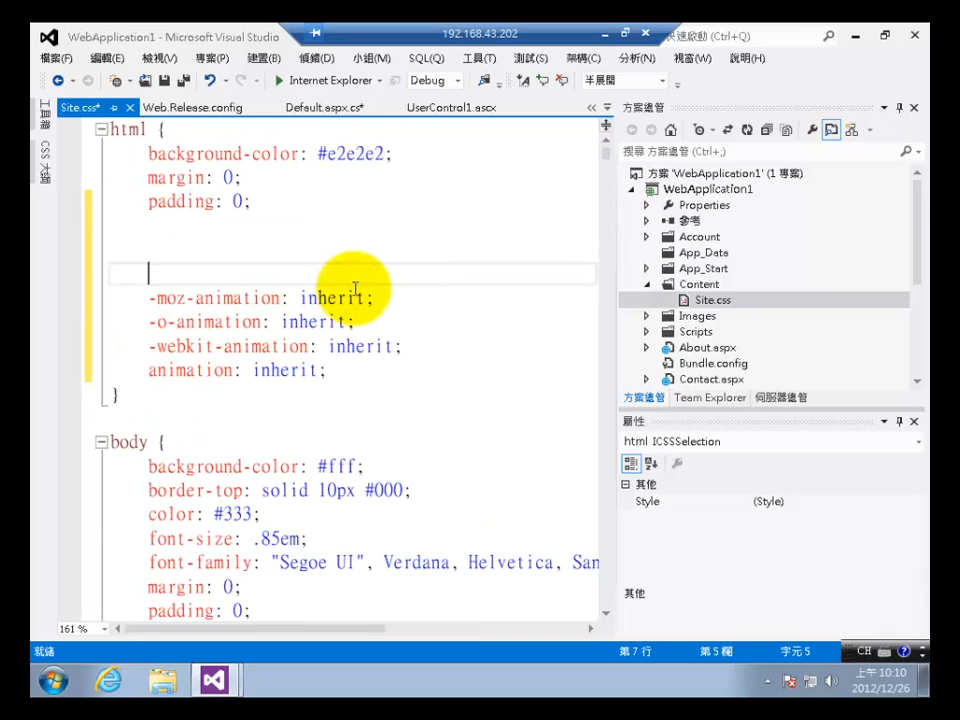 192.168.43.202
WebApplication1 - Microsoft Visual Studio
快速啟動 (Ctrl+Q)
檔案(F) 編輯(E) 檢視(V) 專案(P) 建置(B) 偵錯(D) 小組(M) SQL(Q) 工具(T) 測試(S) 架構(C) 分析(N) 視窗(W) 說明(H)
Internet Explorer Debug 半展開
Site.css* Web.Release.config Default.aspx.cs* UserControl1.ascx
工具箱
CSS 大綱
html {
background-color: #e2e2e2;
margin: 0;
padding: 0;
-moz-animation: inherit;
-o-animation: inherit;
-webkit-animation: inherit;
animation: inherit;
}
body {
background-color: #fff;
border-top: solid 10px #000;
color: #333;
font-size: .85em;
font-family: "Segoe UI", Verdana, Helvetica, San
margin: 0;
padding: 0;
161 %
方案總管
搜尋 方案總管 (Ctrl+;)
方案 'WebApplication1' (1 專案)
WebApplication1
Properties
參考
Account
App_Data
App_Start
Content
Site.css
Images
Scripts
About.aspx
Bundle.config
Contact.aspx
方案總管 Team Explorer 伺服器總管
屬性
html ICSSSelection
其他
Style (Style)
其他
就緒 第 7 行 第 5 欄 字元 5
CH
上午 10:10
2012/12/26